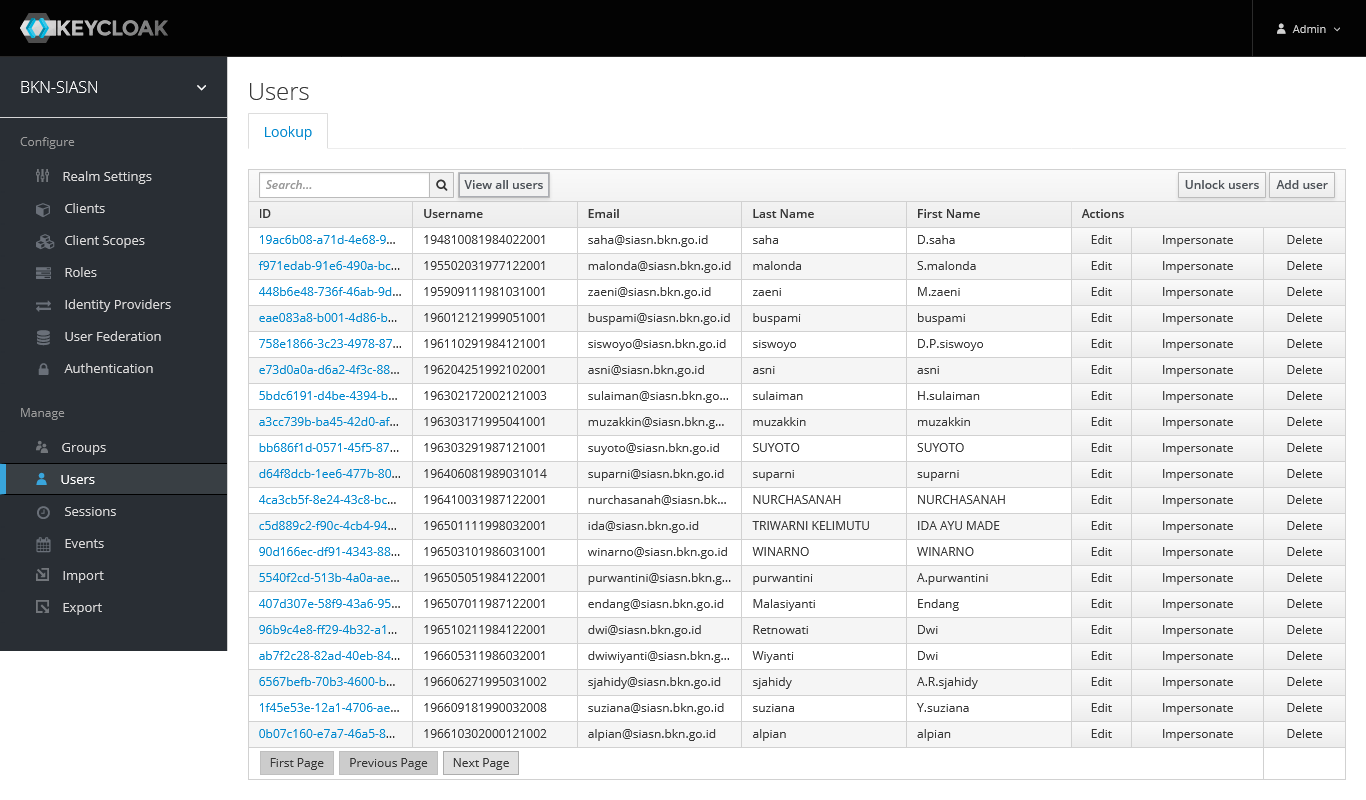 KEYCLOAK
Admin
BKN-SIASN
Configure
Realm Settings
Clients
Client Scopes
Roles
Identity Providers
User Federation
Authentication
Manage
Groups
Users
Sessions
Events
Import
Export
Users
Lookup
Search... View all users Unlock users Add user
ID Username Email Last Name First Name Actions
19ac6b08-a71d-4e68-9... 194810081984022001 saha@siasn.bkn.go.id saha D.saha Edit Impersonate Delete
f971edab-91e6-490a-bc... 195502031977122001 malonda@siasn.bkn.go.id malonda S.malonda Edit Impersonate Delete
448b6e48-736f-46ab-9d... 195909111981031001 zaeni@siasn.bkn.go.id zaeni M.zaeni Edit Impersonate Delete
eae083a8-b001-4d86-b... 196012121999051001 buspami@siasn.bkn.go.id buspami buspami Edit Impersonate Delete
758e1866-3c23-4978-87... 196110291984121001 siswoyo@siasn.bkn.go.id siswoyo D.P.siswoyo Edit Impersonate Delete
e73d0a0a-d6a2-4f3c-88... 196204251992102001 asni@siasn.bkn.go.id asni asni Edit Impersonate Delete
5bdc6191-d4be-4394-b... 196302172002121003 sulaiman@siasn.bkn.go... sulaiman H.sulaiman Edit Impersonate Delete
a3cc739b-ba45-42d0-af... 196303171995041001 muzakkin@siasn.bkn.g... muzakkin muzakkin Edit Impersonate Delete
bb686f1d-0571-45f5-87... 196303291987121001 suyoto@siasn.bkn.go.id SUYOTO SUYOTO Edit Impersonate Delete
d64f8dcb-1ee6-477b-80... 196406081989031014 suparni@siasn.bkn.go.id suparni suparni Edit Impersonate Delete
4ca3cb5f-8e24-43c8-bc... 196410031987122001 nurchasanah@siasn.bk... NURCHASANAH NURCHASANAH Edit Impersonate Delete
c5d889c2-f90c-4cb4-94... 196501111998032001 ida@siasn.bkn.go.id TRIWARNI KELIMUTU IDA AYU MADE Edit Impersonate Delete
90d166ec-df91-4343-88... 196503101986031001 winarno@siasn.bkn.go.id WINARNO WINARNO Edit Impersonate Delete
5540f2cd-513b-4a0a-ae... 196505051984122001 purwantini@siasn.bkn.g... purwantini A.purwantini Edit Impersonate Delete
407d307e-58f9-43a6-95... 196507011987122001 endang@siasn.bkn.go.id Malasiyanti Endang Edit Impersonate Delete
96b9c4e8-ff29-4b32-a1... 196510211984122001 dwi@siasn.bkn.go.id Retnowati Dwi Edit Impersonate Delete
ab7f2c28-82ad-40eb-84... 196605311986032001 dwiwiyanti@siasn.bkn.g... Wiyanti Dwi Edit Impersonate Delete
6567befb-70b3-4600-b... 196606271995031002 sjahidy@siasn.bkn.go.id sjahidy A.R.sjahidy Edit Impersonate Delete
1f45e53e-12a1-4706-ae... 196609181990032008 suziana@siasn.bkn.go.id suziana Y.suziana Edit Impersonate Delete
0b07c160-e7a7-46a5-8... 196610302000121002 alpian@siasn.bkn.go.id alpian alpian Edit Impersonate Delete
First Page Previous Page Next Page